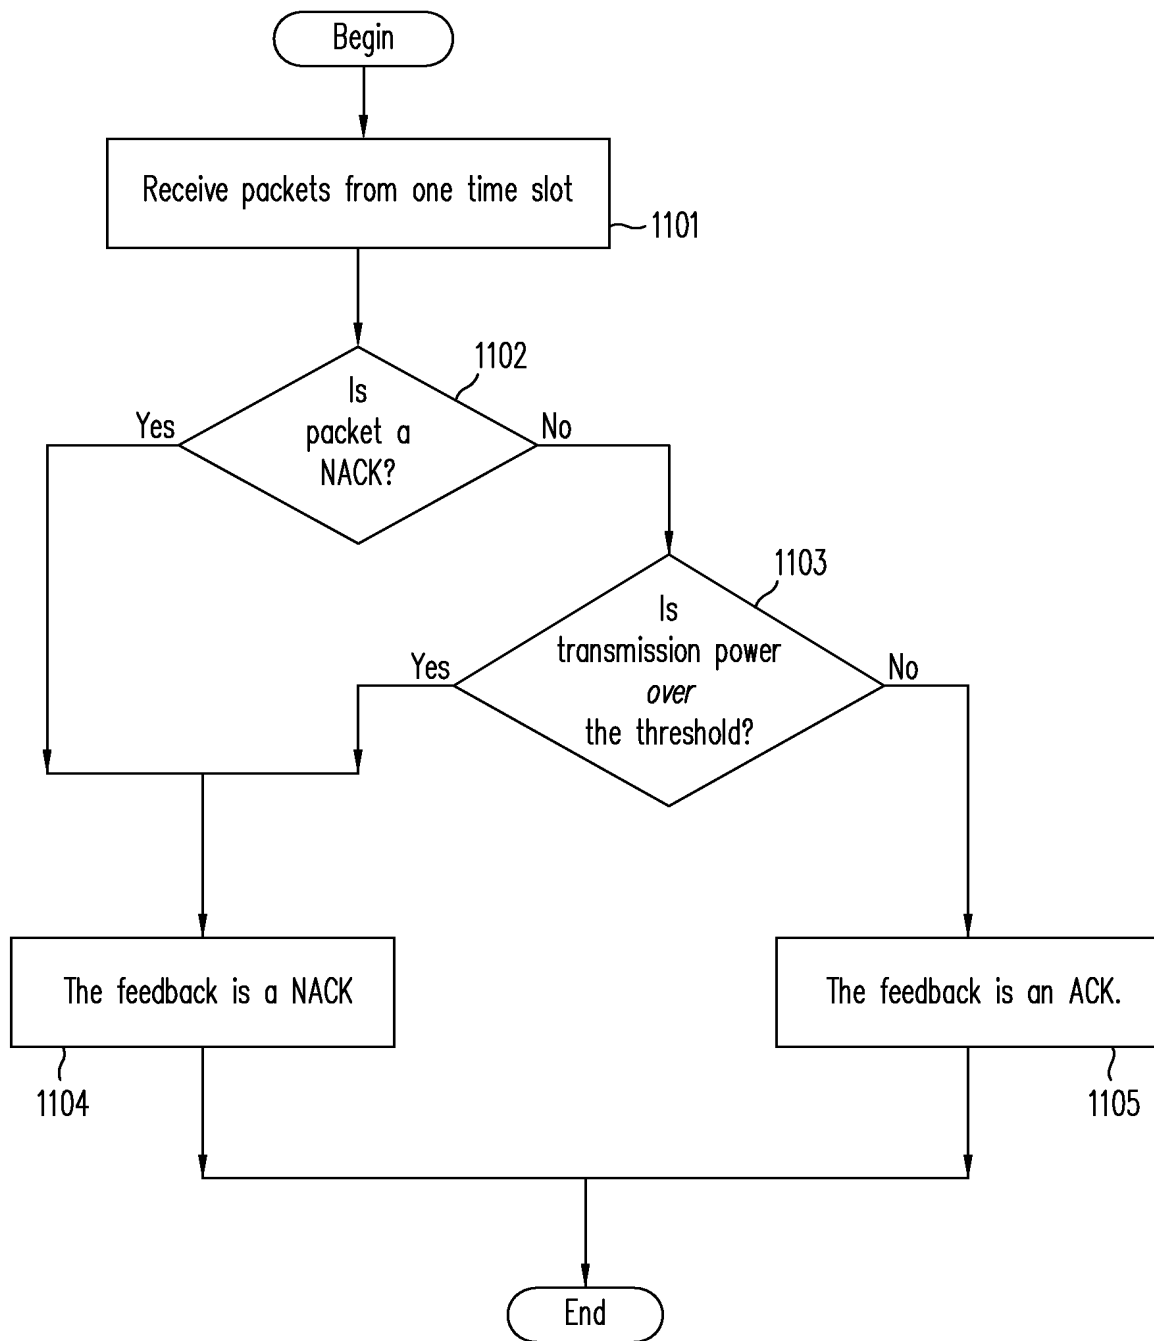 Begin
Receive packets from one time slot
1101
1102
Is
packet a
NACK?
Yes
No
1103
Is
transmission power
over
the threshold?
Yes
No
The feedback is a NACK
1104
The feedback is an ACK.
1105
End